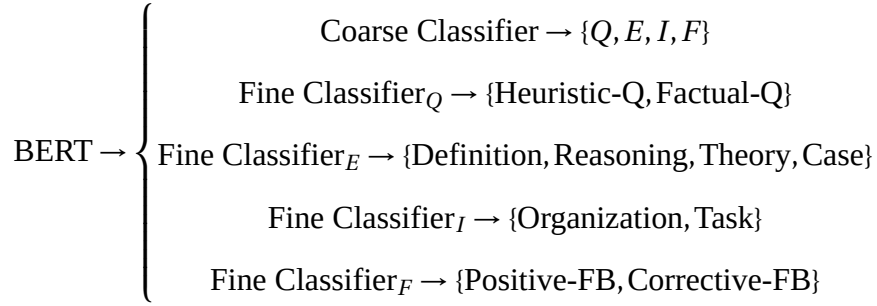 Coarse Classifier → {Q, E, I, F}
Fine Classifier_Q → {Heuristic-Q, Factual-Q}
BERT → { Fine Classifier_E → {Definition, Reasoning, Theory, Case}
Fine Classifier_I → {Organization, Task}
Fine Classifier_F → {Positive-FB, Corrective-FB}